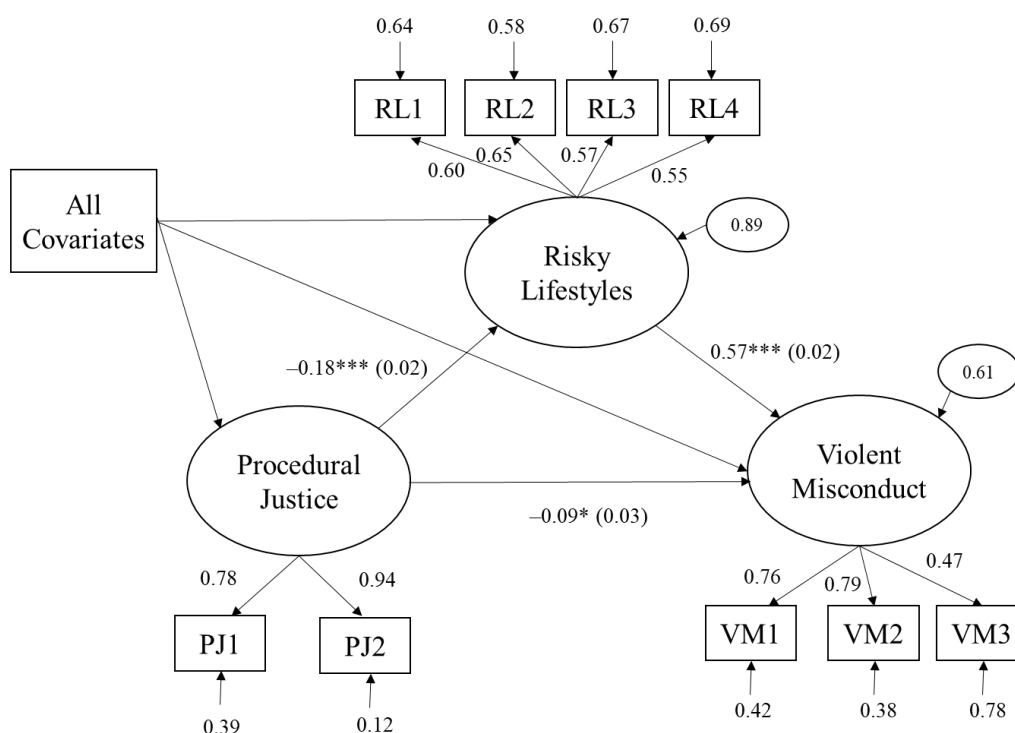 0.64
0.58
0.67
0.69
RL1
RL2
RL3
RL4
0.60
0.65
0.57
0.55
All
Covariates
Risky
Lifestyles
0.89
–0.18*** (0.02)
0.57*** (0.02)
0.61
Procedural
Justice
Violent
Misconduct
–0.09* (0.03)
0.78
0.94
0.76
0.79
0.47
PJ1
PJ2
VM1
VM2
VM3
0.39
0.12
0.42
0.38
0.78